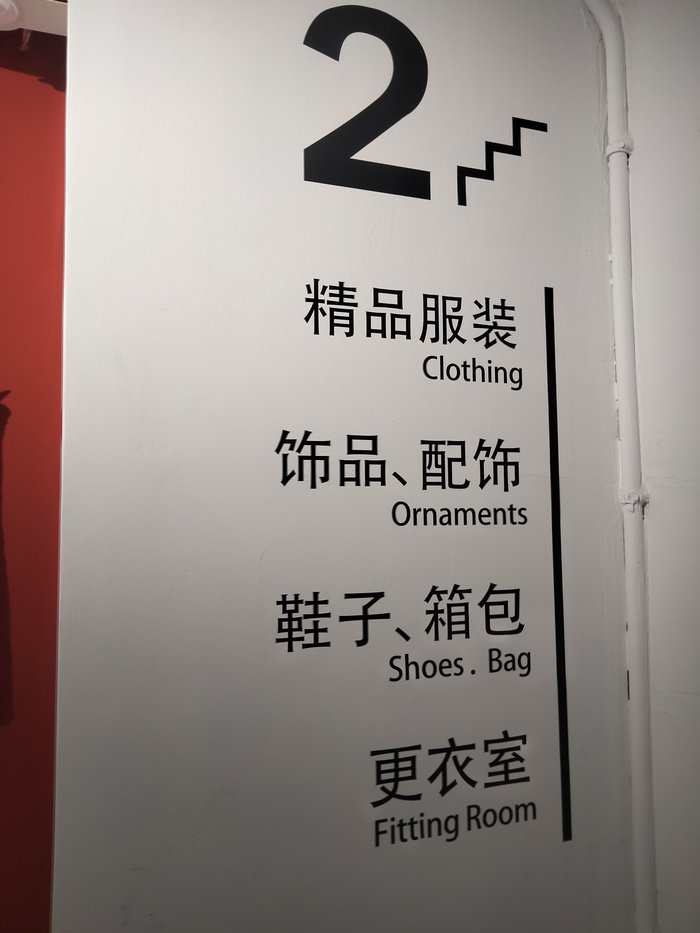 2
精品服装
Clothing
饰品、配饰
Ornaments
鞋子、箱包
Shoes . Bag
更衣室
Fitting Room